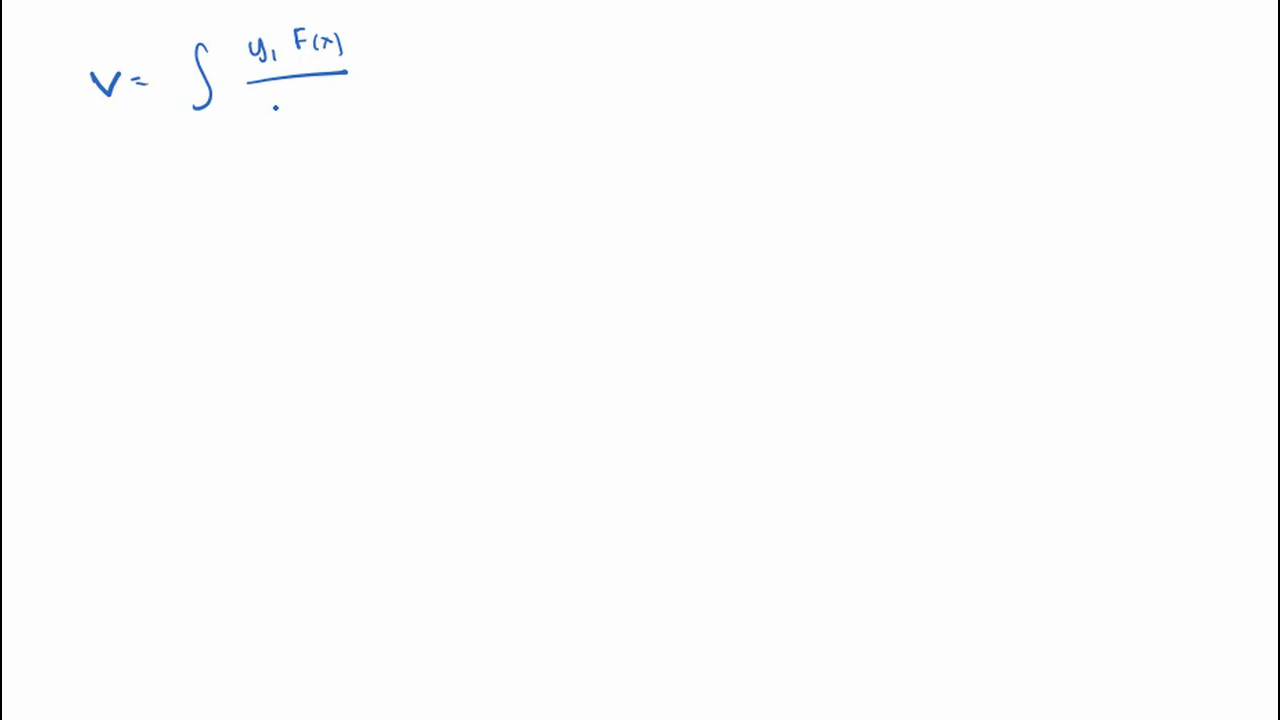 V = ∫ y₁ F(x) / .